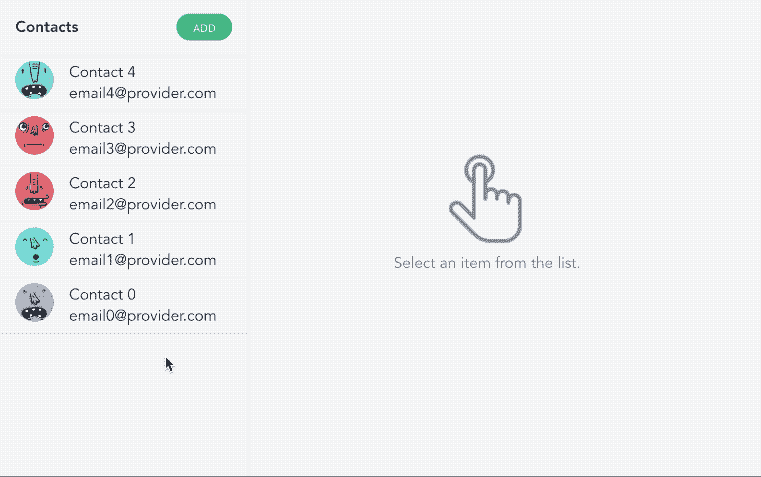 Contacts
ADD
Contact 4
email4@provider.com
Contact 3
email3@provider.com
Contact 2
email2@provider.com
Contact 1
email1@provider.com
Contact 0
email0@provider.com
Select an item from the list.